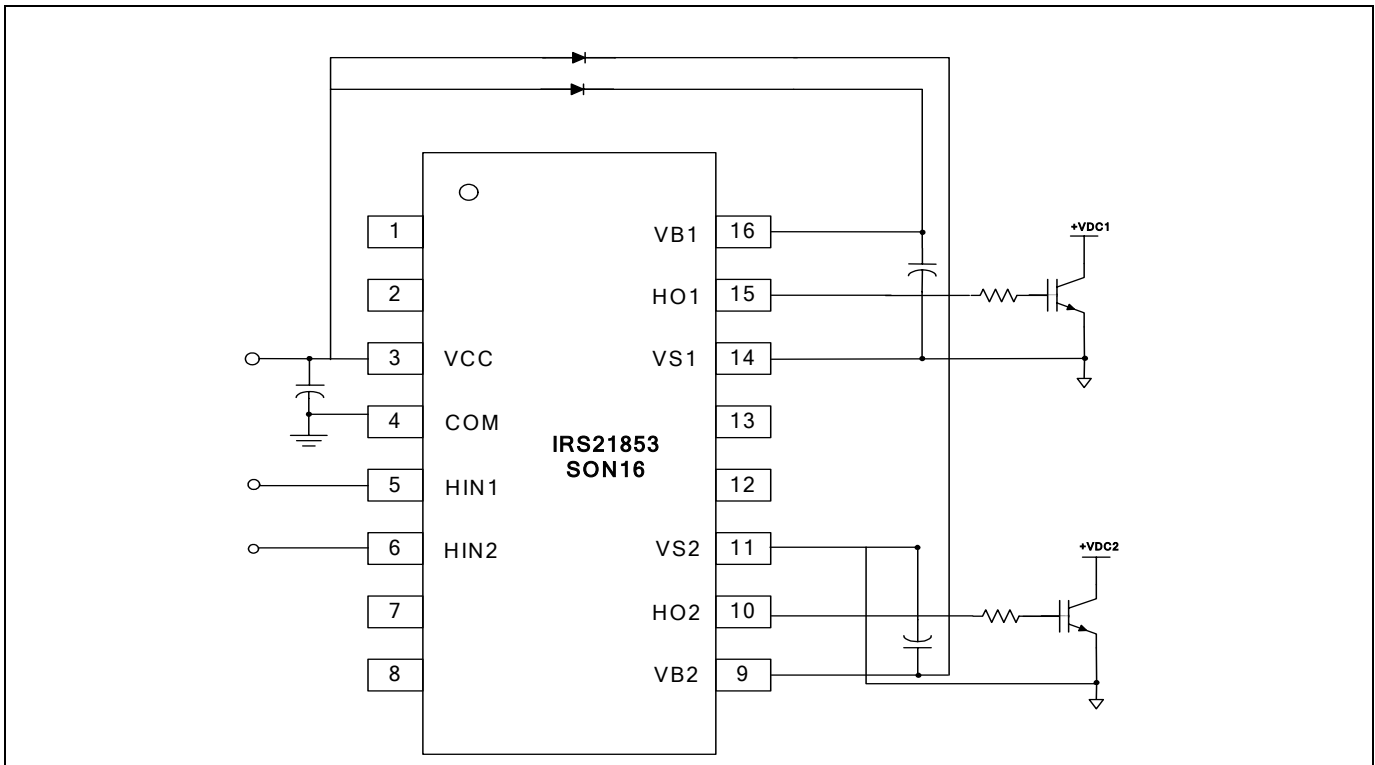 +VDC1
1
VB1 16
2
HO1 15
3 VCC
VS1 14
4 COM
13
IRS21853
SON16
5 HIN1
12
6 HIN2
VS2 11
+VDC2
7
HO2 10
8
VB2 9